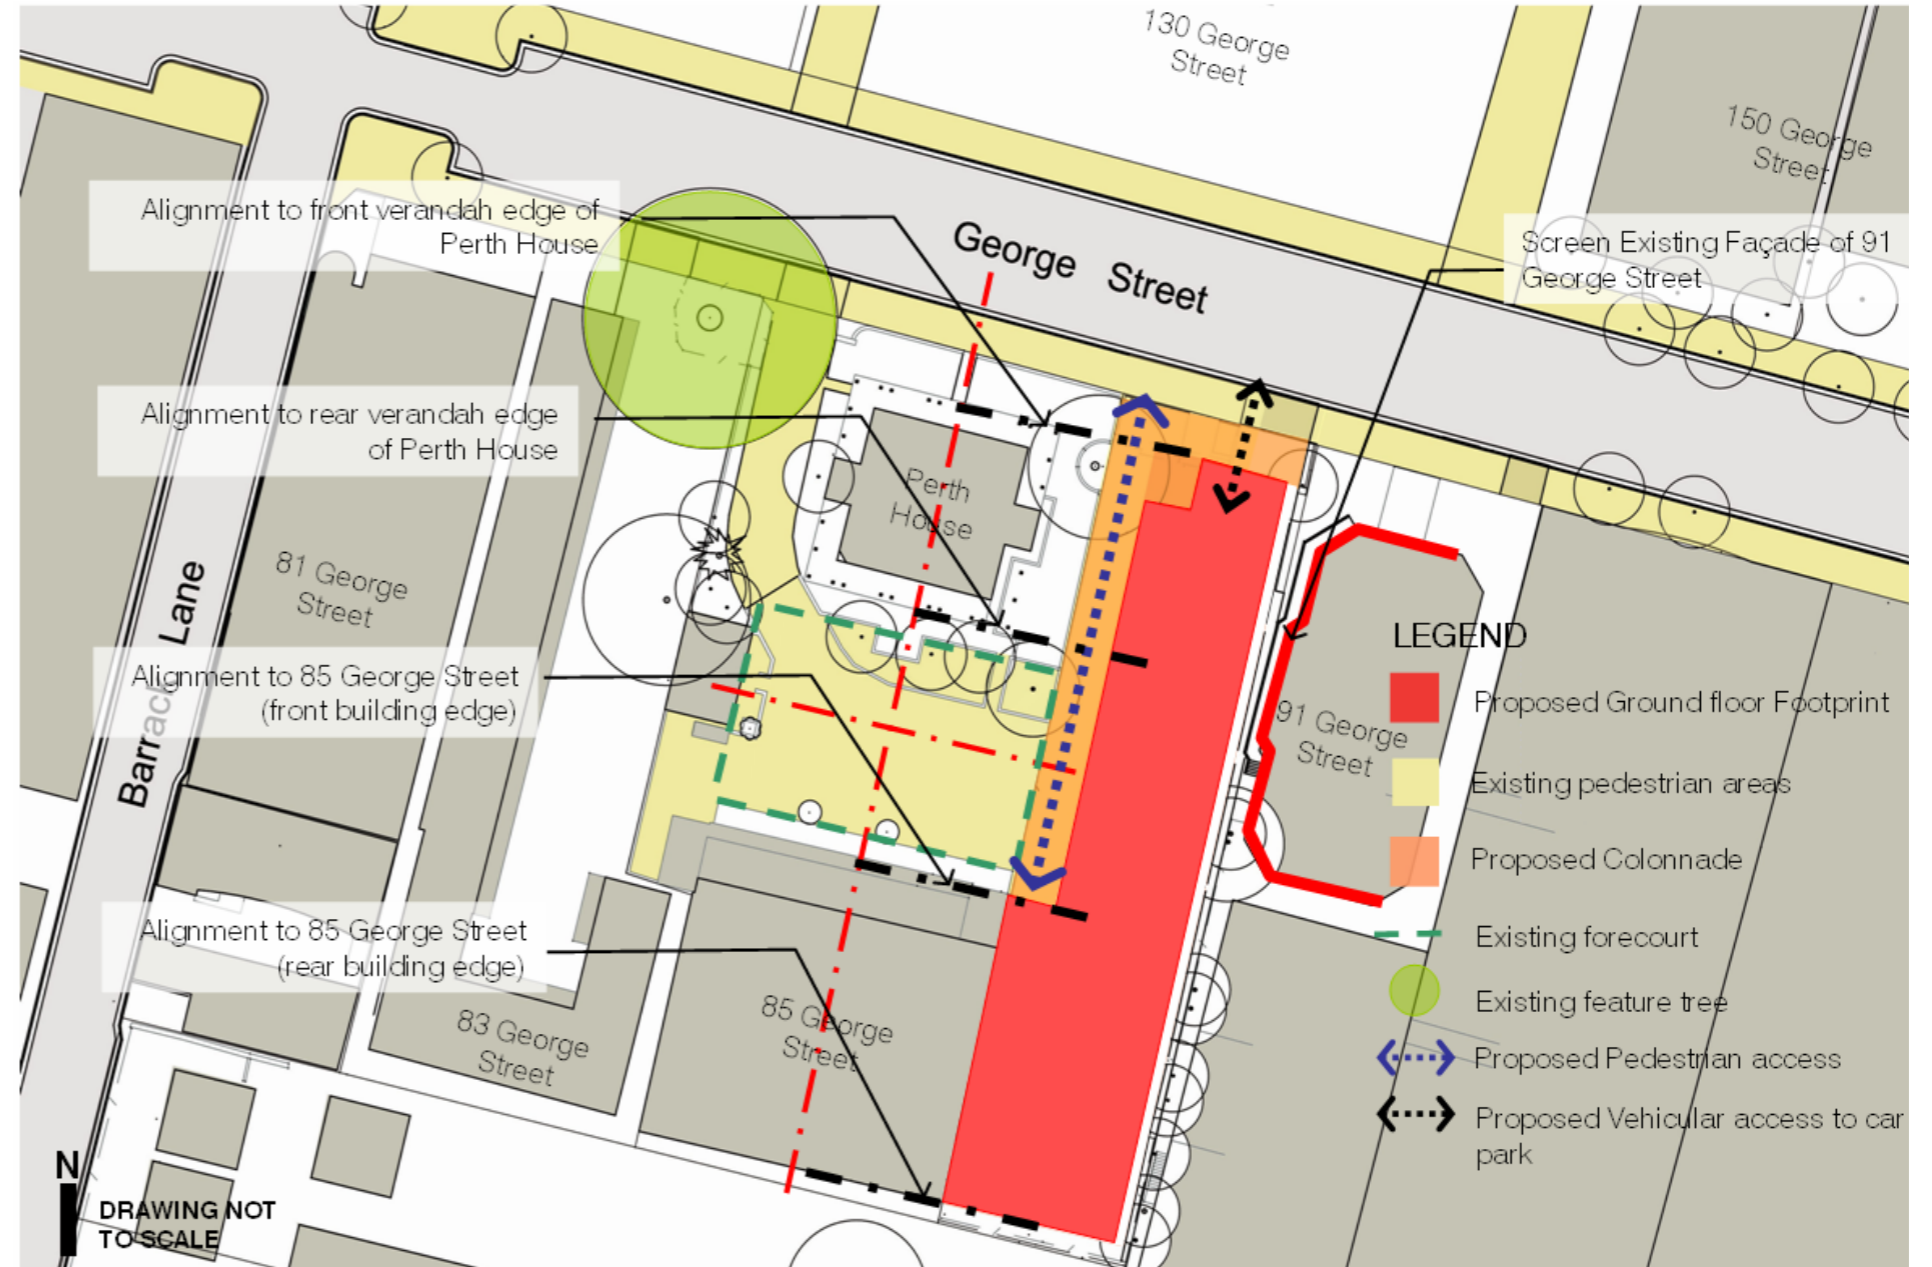 130 George
Street
150 George
Street
Alignment to front verandah edge of
Perth House
George Street
Screen Existing Façade of 91
George Street
Alignment to rear verandah edge
of Perth House
Perth
House
81 George
Street
Barrack Lane
Alignment to 85 George Street
(front building edge)
91 George
Street
LEGEND
Proposed Ground floor Footprint
Existing pedestrian areas
Proposed Colonnade
Existing forecourt
Existing feature tree
Proposed Pedestrian access
Proposed Vehicular access to car
park
Alignment to 85 George Street
(rear building edge)
83 George
Street
85 George
Street
N
DRAWING NOT
TO SCALE